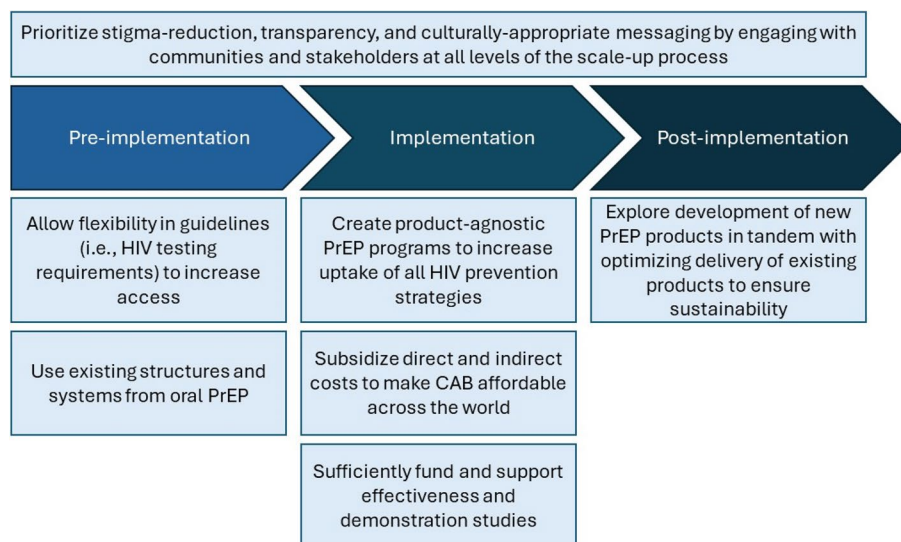 Prioritize stigma-reduction, transparency, and culturally-appropriate messaging by engaging with
communities and stakeholders at all levels of the scale-up process
Pre-implementation
Implementation
Post-implementation
Allow flexibility in guidelines
(i.e., HIV testing
requirements) to increase
access
Use existing structures and
systems from oral PrEP
Create product-agnostic
PrEP programs to increase
uptake of all HIV prevention
strategies
Subsidize direct and indirect
costs to make CAB affordable
across the world
Sufficiently fund and support
effectiveness and
demonstration studies
Explore development of new
PrEP products in tandem with
optimizing delivery of existing
products to ensure
sustainability